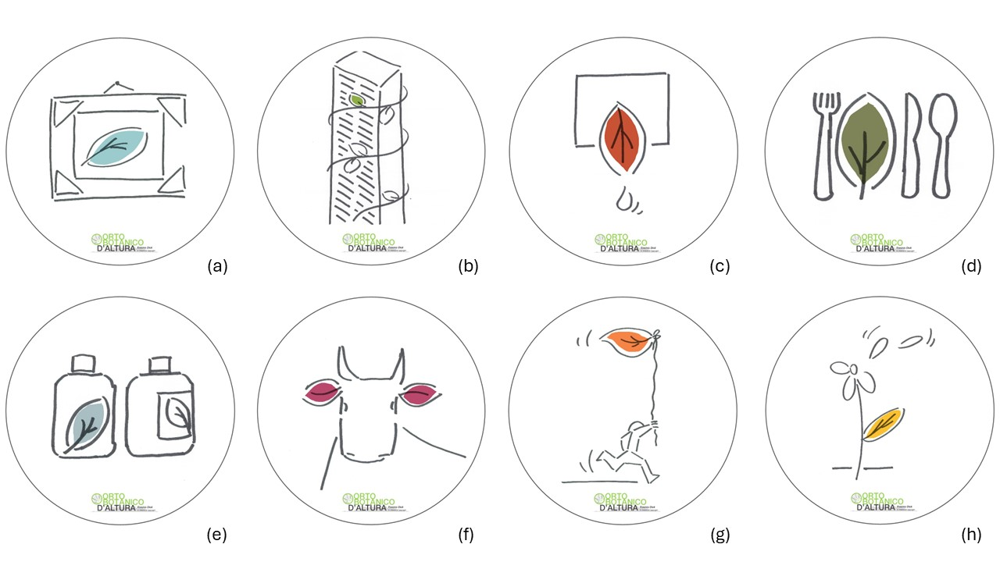 ORTO
BOTANICO
D'ALTURA
(a)
ORTO
BOTANICO
D'ALTURA
(b)
ORTO
BOTANICO
D'ALTURA
(c)
ORTO
BOTANICO
D'ALTURA
(d)
ORTO
BOTANICO
D'ALTURA
(e)
ORTO
BOTANICO
D'ALTURA
(f)
ORTO
BOTANICO
D'ALTURA
(g)
ORTO
BOTANICO
D'ALTURA
(h)